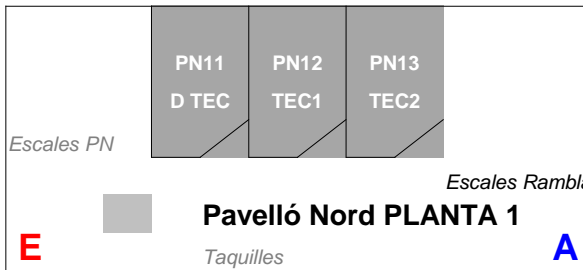 PN11 PN12 PN13
D TEC TEC1 TEC2
Escales PN
Escales Rambla
Pavelló Nord PLANTA 1
E Taquilles A